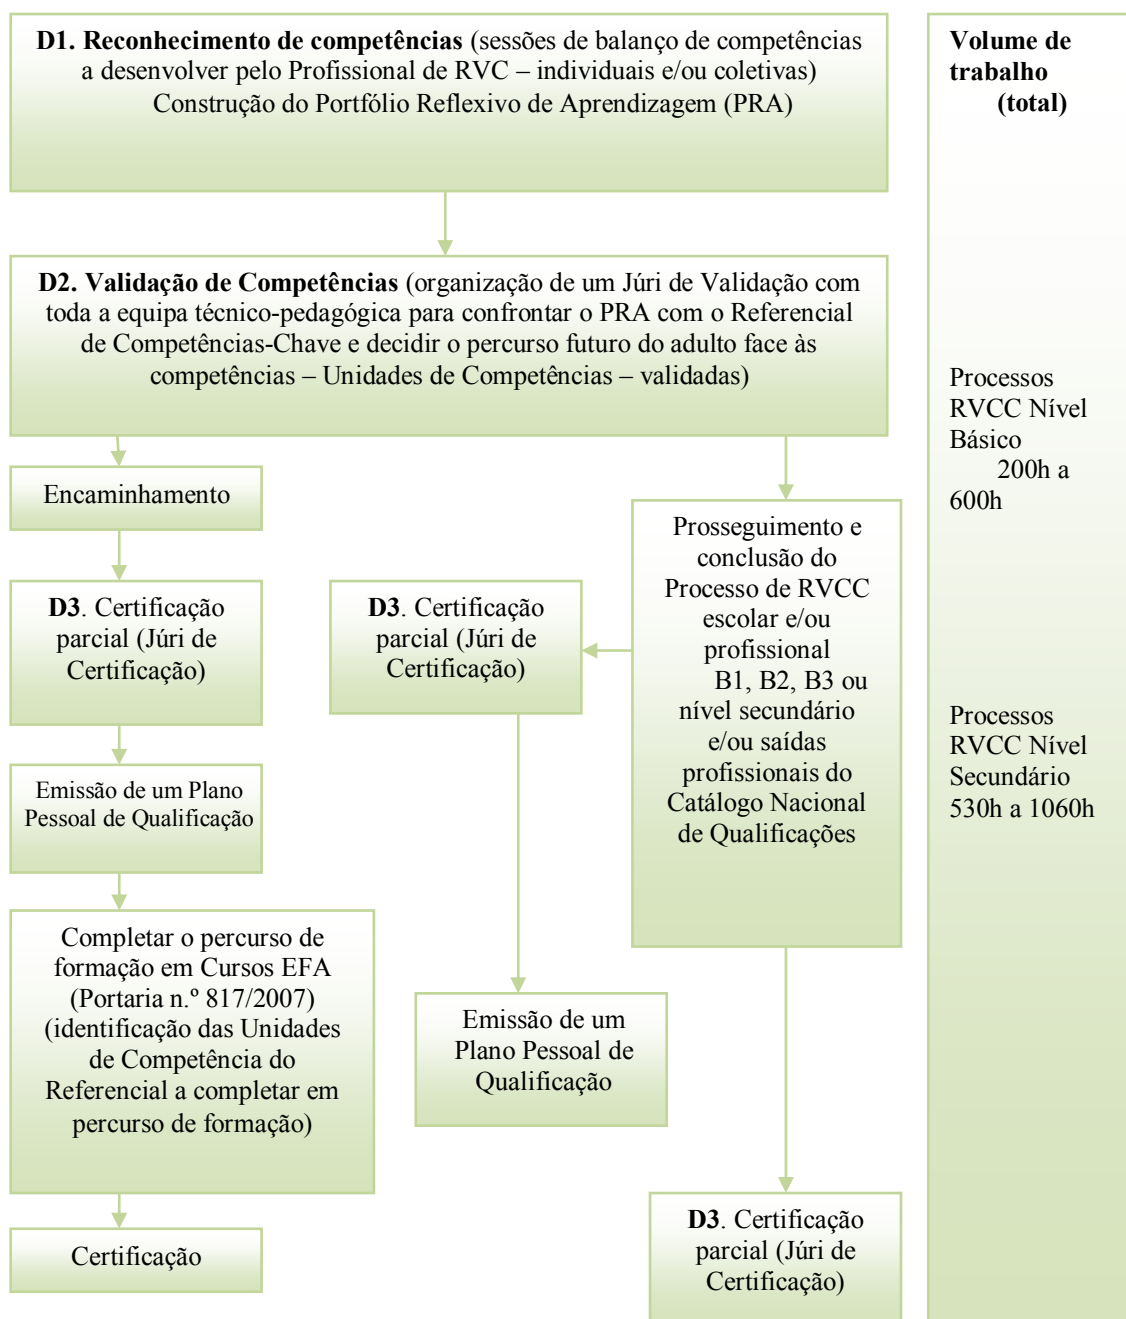 D1. Reconhecimento de competências (sessões de balanço de competências
a desenvolver pelo Profissional de RVC – individuais e/ou coletivas)
Construção do Portfólio Reflexivo de Aprendizagem (PRA)
D2. Validação de Competências (organização de um Júri de Validação com
toda a equipa técnico-pedagógica para confrontar o PRA com o Referencial
de Competências-Chave e decidir o percurso futuro do adulto face às
competências – Unidades de Competências – validadas)
Encaminhamento
D3. Certificação
parcial (Júri de
Certificação)
Emissão de um Plano
Pessoal de Qualificação
Completar o percurso de
formação em Cursos EFA
(Portaria n.º 817/2007)
(identificação das Unidades
de Competência do
Referencial a completar em
percurso de formação)
Certificação
D3. Certificação
parcial (Júri de
Certificação)
Emissão de um
Plano Pessoal de
Qualificação
Prosseguimento e
conclusão do
Processo de RVCC
escolar e/ou
profissional
B1, B2, B3 ou
nível secundário
e/ou saídas
profissionais do
Catálogo Nacional
de Qualificações
D3. Certificação
parcial (Júri de
Certificação)
Volume de
trabalho
(total)
Processos
RVCC Nível
Básico
200h a
600h
Processos
RVCC Nível
Secundário
530h a 1060h